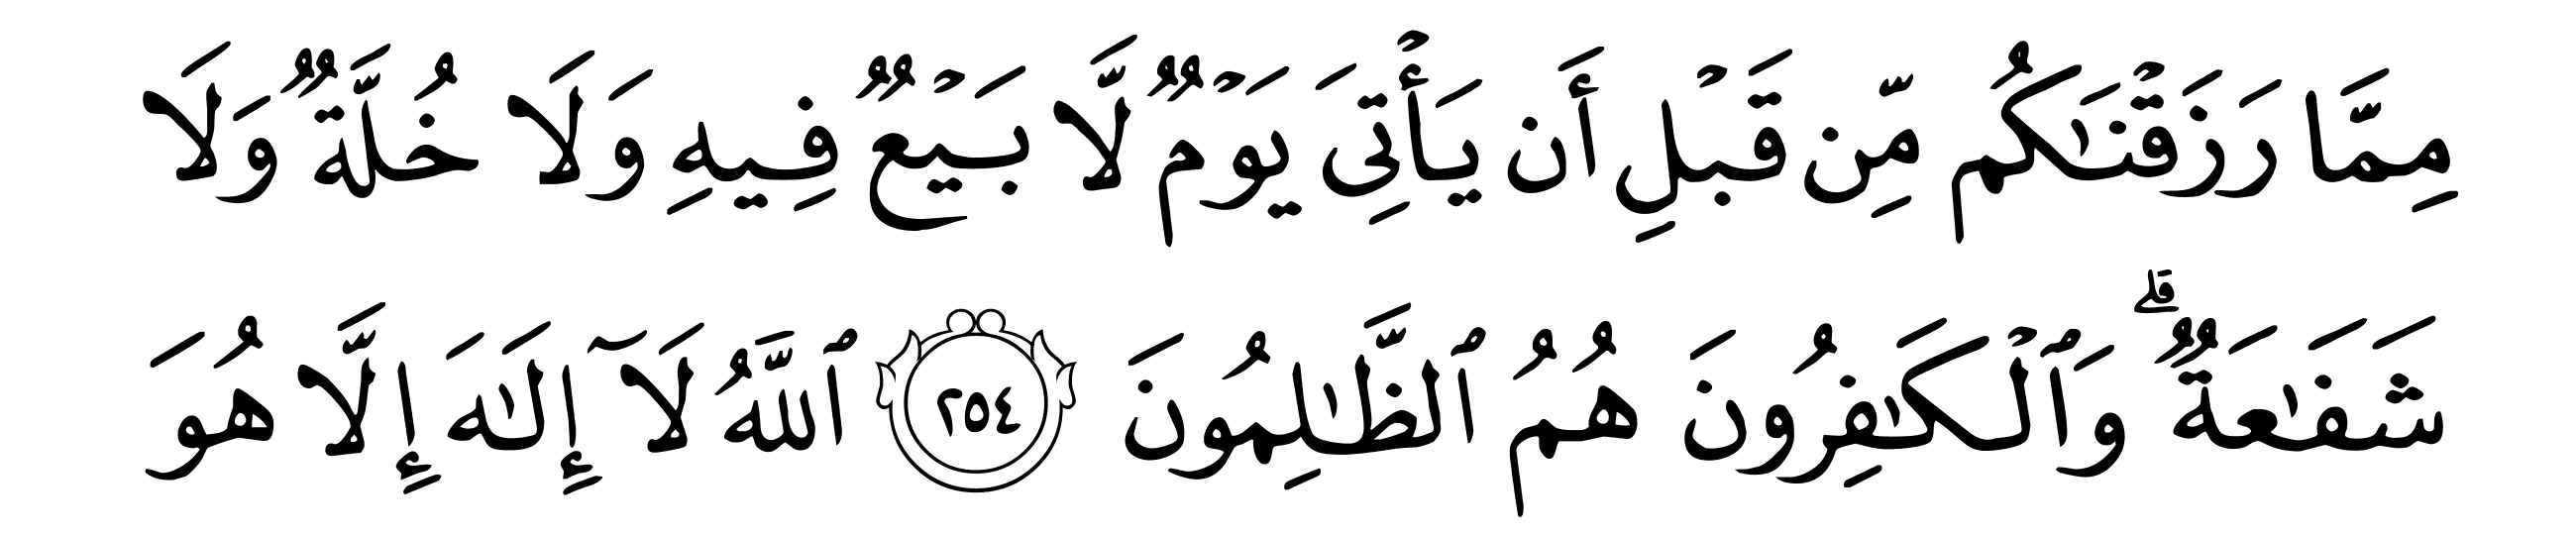 مِمَّا رَزَقۡنَٰكُم مِّن قَبۡلِ أَن يَأۡتِيَ يَوۡمٞ لَّا بَيۡعٞ فِيهِ وَلَا خُلَّةٞ وَلَا
شَفَٰعَةٞۗ وَٱلۡكَٰفِرُونَ هُمُ ٱلظَّٰلِمُونَ ٢٥٤ ٱللَّهُ لَآ إِلَٰهَ إِلَّا هُوَ